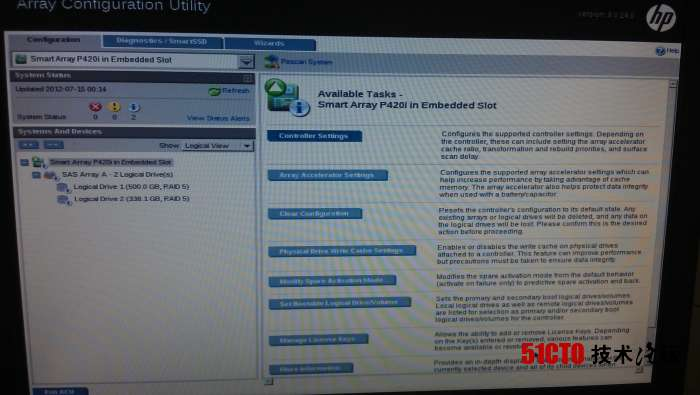 Array Configuration Utility
hp
Configuration
Diagnostics / SmartSSD
Wizards
Help
Smart Array P420i in Embedded Slot
Rescan System
System Status
Updated 2012-07-15 00:14
Refresh
System Status
0 0 2
View Status Alerts
Systems And Devices
Show: Logical View
Smart Array P420i in Embedded Slot
SAS Array A - 2 Logical Drive(s)
Logical Drive 1 (500.0 GB, RAID 5)
Logical Drive 2 (338.1 GB, RAID 5)
Available Tasks -
Smart Array P420i in Embedded Slot
Controller Settings
Configures the supported controller settings. Depending
on the controller, these can include setting the array accelerator
cache ratio, transformation and rebuild priorities, and surface
scan delay.
Array Accelerator Settings
Configures the supported array accelerator settings which can
help increase performance by taking advantage of cache
memory. The array accelerator also helps protect data integrity
when used with a battery/capacitor.
Clear Configuration
Resets the controller's configuration to its default state. Any
existing arrays or logical drives will be deleted, and any data on
the logical drives will be lost. Please confirm this is the desired
action before proceeding.
Physical Drive Write Cache Settings
Enables or disables the write cache on physical drives
attached to a controller. This feature can improve performance
but precautions must be taken to ensure data integrity.
Modify Spare Activation Mode
Modifies the spare activation mode from the default behavior
(activate on failure only) to predictive spare activation and back.
Set Bootable Logical Drive/Volume
Sets the primary and secondary boot logical drives/volumes.
Local logical drives as well as remote logical drives/volumes
are listed for selection as primary and/or secondary boot
logical drives/volumes for the controller.
Manage License Keys
Allows the ability to add or remove License Keys. Depending
on the Key(s) entered or removed, various features can
become available or
More Information
Provides an in-depth
currently selected device and all of its child devices
Exit ACU
51CTO 技术